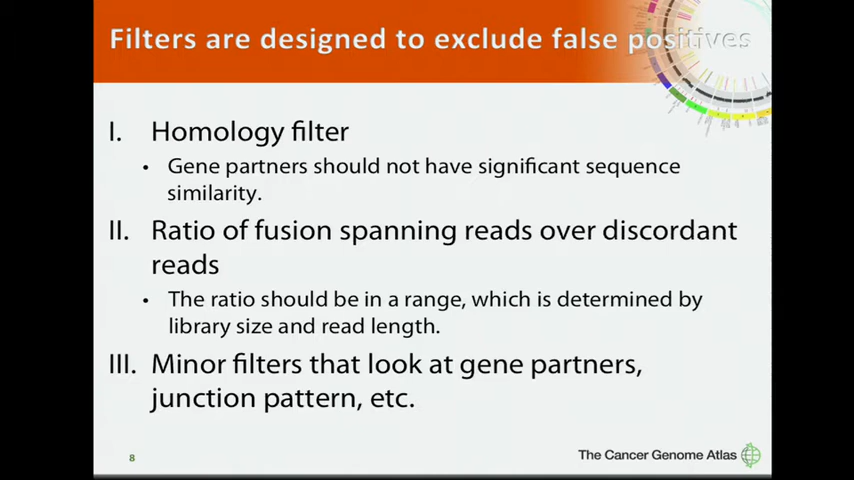 Filters are designed to exclude false positives
I. Homology filter
• Gene partners should not have significant sequence
similarity.
II. Ratio of fusion spanning reads over discordant
reads
• The ratio should be in a range, which is determined by
library size and read length.
III. Minor filters that look at gene partners,
junction pattern, etc.
8
The Cancer Genome Atlas